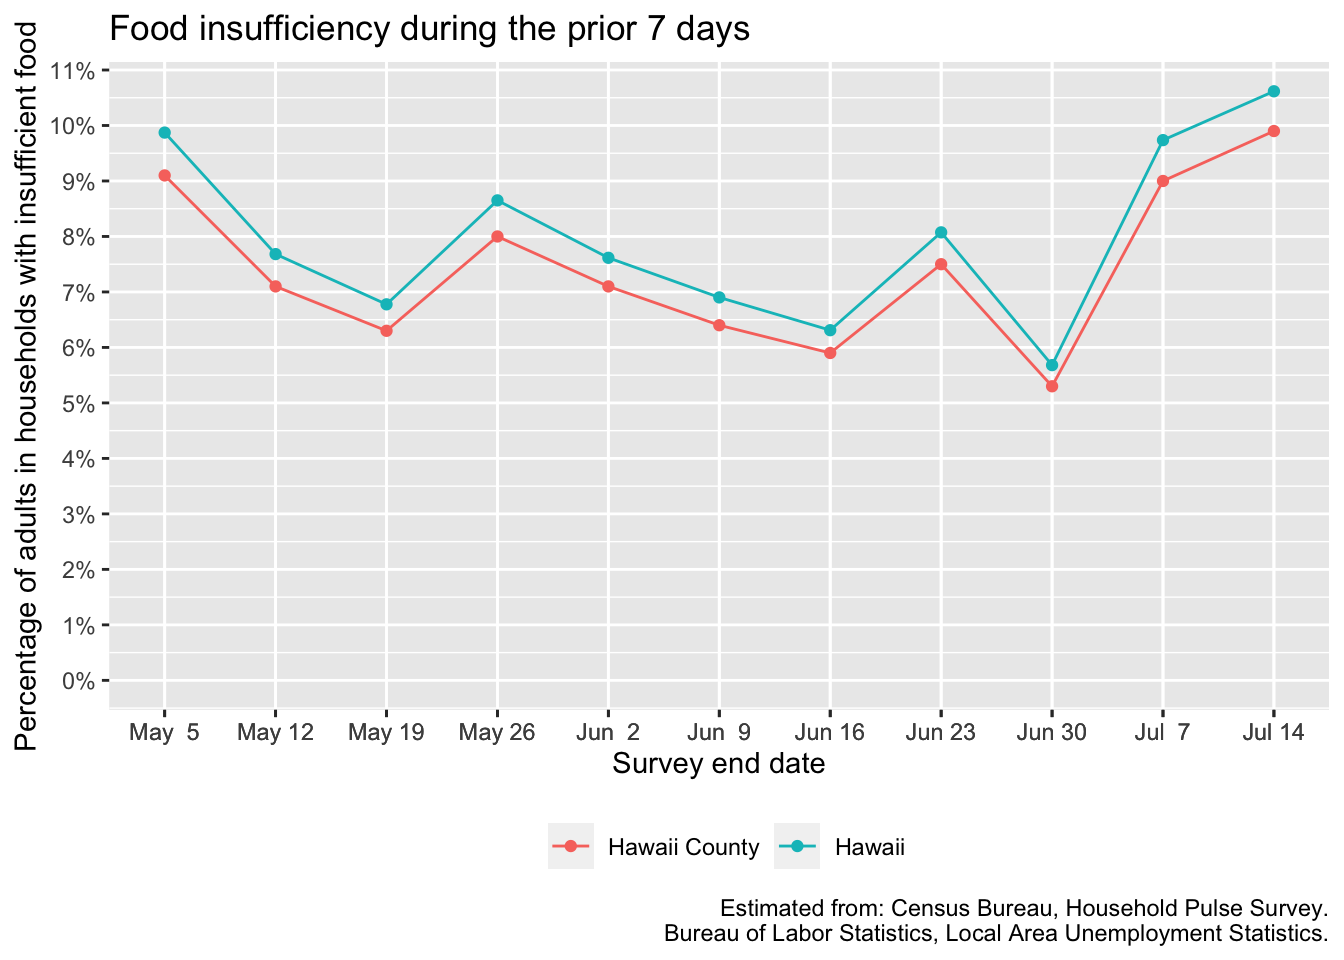 Food insufficiency during the prior 7 days
Percentage of adults in households with insufficient food
11%
10%
9%
8%
7%
6%
5%
4%
3%
2%
1%
0%
May  5 May 12 May 19 May 26 Jun  2 Jun  9 Jun 16 Jun 23 Jun 30 Jul  7 Jul 14
Survey end date
Hawaii County Hawaii
Estimated from: Census Bureau, Household Pulse Survey.
Bureau of Labor Statistics, Local Area Unemployment Statistics.